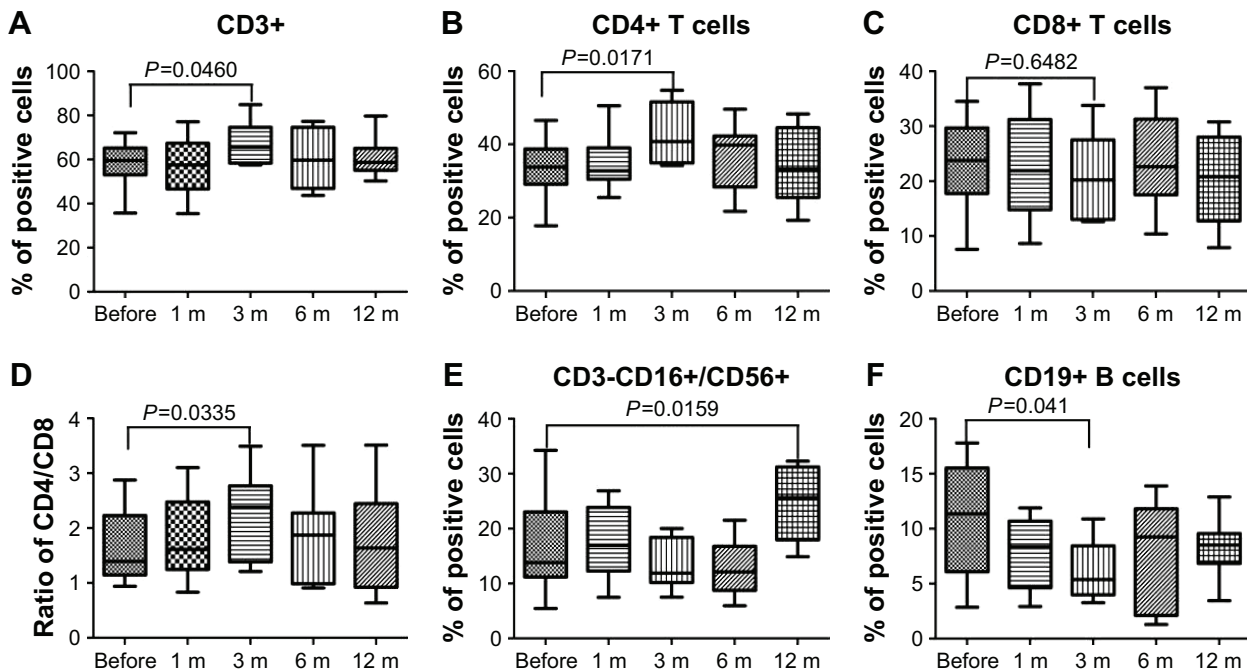 A
CD3+
% of positive cells
100
80
60
40
20
0
P=0.0460
Before 1 m 3 m 6 m 12 m
B
CD4+ T cells
% of positive cells
60
40
20
0
P=0.0171
Before 1 m 3 m 6 m 12 m
C
CD8+ T cells
% of positive cells
40
30
20
10
0
P=0.6482
Before 1 m 3 m 6 m 12 m
D
Ratio of CD4/CD8
4
3
2
1
0
P=0.0335
Before 1 m 3 m 6 m 12 m
E
CD3-CD16+/CD56+
% of positive cells
40
30
20
10
0
P=0.0159
Before 1 m 3 m 6 m 12 m
F
CD19+ B cells
% of positive cells
20
15
10
5
0
P=0.041
Before 1 m 3 m 6 m 12 m